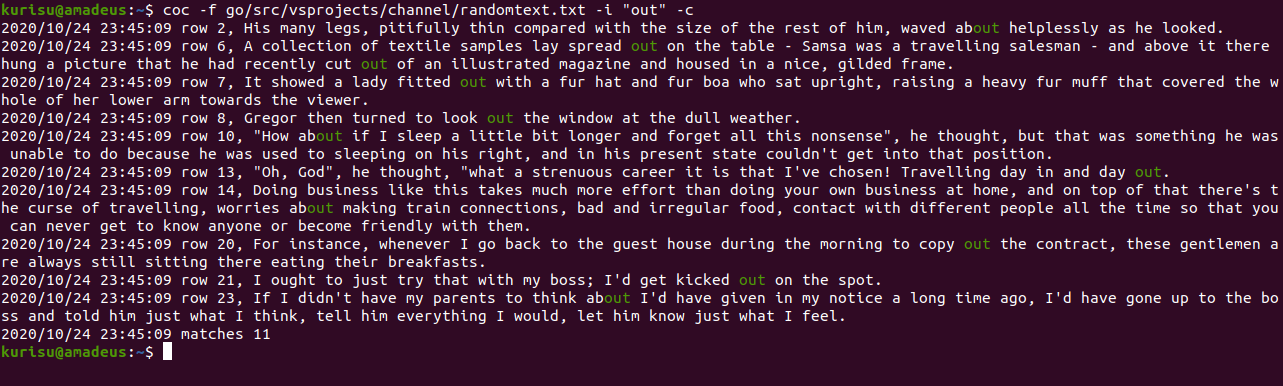 kurisu@amadeus:~$ coc -f go/src/vsprojects/channel/randomtext.txt -i "out" -c
2020/10/24 23:45:09 row 2, His many legs, pitifully thin compared with the size of the rest of him, waved about helplessly as he looked.
2020/10/24 23:45:09 row 6, A collection of textile samples lay spread out on the table - Samsa was a travelling salesman - and above it there
hung a picture that he had recently cut out of an illustrated magazine and housed in a nice, gilded frame.
2020/10/24 23:45:09 row 7, It showed a lady fitted out with a fur hat and fur boa who sat upright, raising a heavy fur muff that covered the w
hole of her lower arm towards the viewer.
2020/10/24 23:45:09 row 8, Gregor then turned to look out the window at the dull weather.
2020/10/24 23:45:09 row 10, "How about if I sleep a little bit longer and forget all this nonsense", he thought, but that was something he was
 unable to do because he was used to sleeping on his right, and in his present state couldn't get into that position.
2020/10/24 23:45:09 row 13, "Oh, God", he thought, "what a strenuous career it is that I've chosen! Travelling day in and day out.
2020/10/24 23:45:09 row 14, Doing business like this takes much more effort than doing your own business at home, and on top of that there's t
he curse of travelling, worries about making train connections, bad and irregular food, contact with different people all the time so that you
 can never get to know anyone or become friendly with them.
2020/10/24 23:45:09 row 20, For instance, whenever I go back to the guest house during the morning to copy out the contract, these gentlemen a
re always still sitting there eating their breakfasts.
2020/10/24 23:45:09 row 21, I ought to just try that with my boss; I'd get kicked out on the spot.
2020/10/24 23:45:09 row 23, If I didn't have my parents to think about I'd have given in my notice a long time ago, I'd have gone up to the bo
ss and told him just what I think, tell him everything I would, let him know just what I feel.
2020/10/24 23:45:09 matches 11
kurisu@amadeus:~$